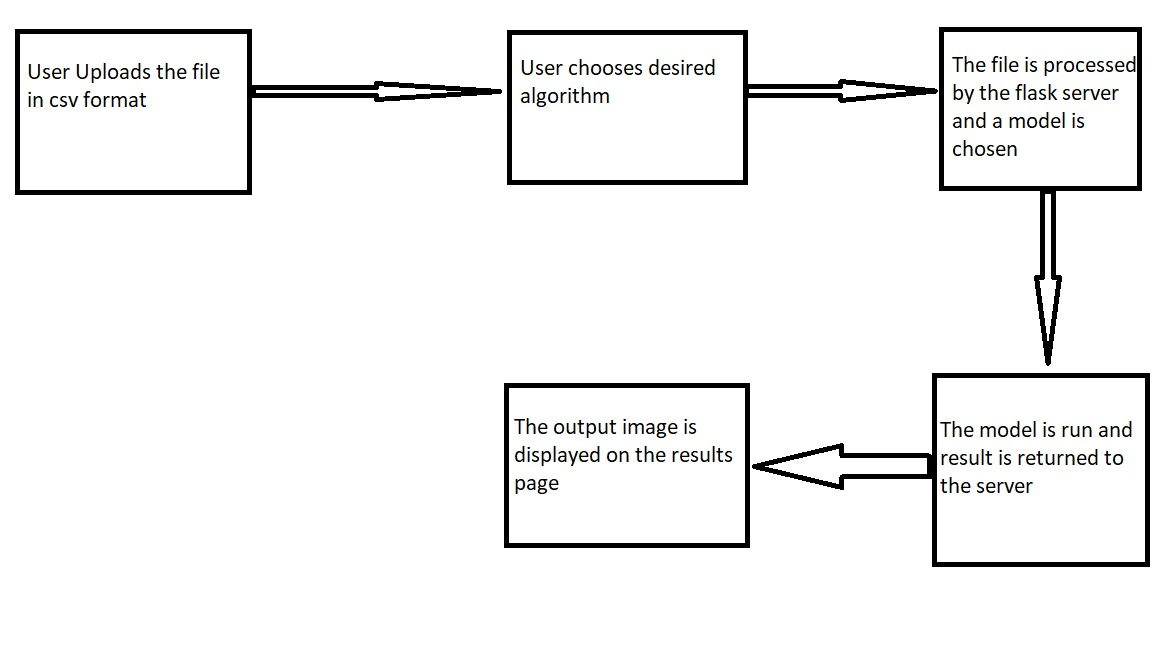 User Uploads the file
in csv format
User chooses desired
algorithm
The file is processed
by the flask server
and a model is
chosen
The model is run and
result is returned to
the server
The output image is
displayed on the results
page